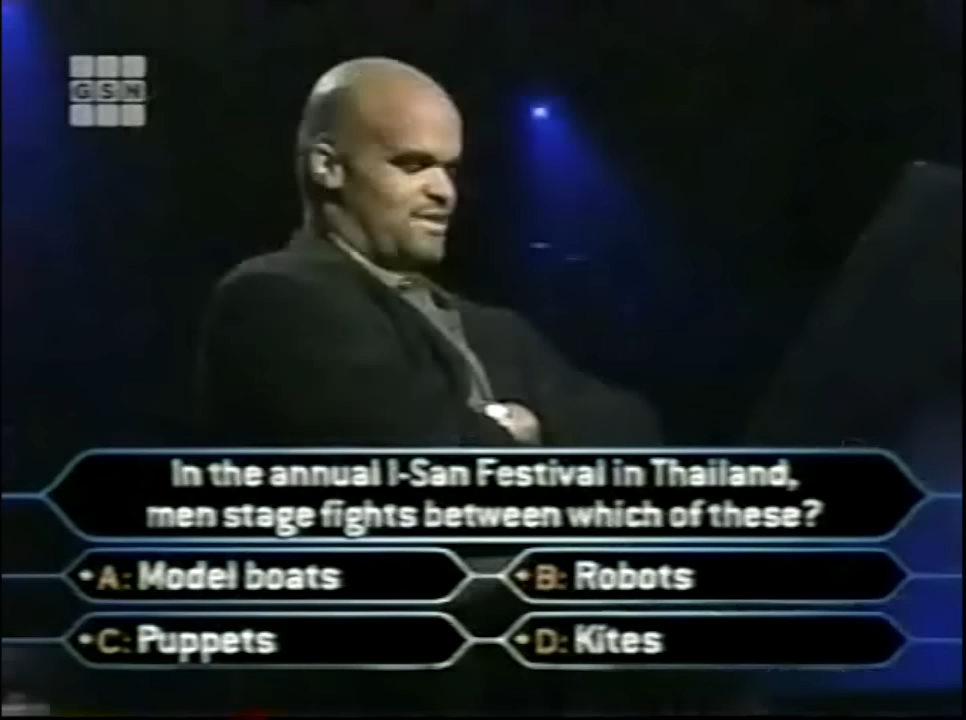 GSN
In the annual I-San Festival in Thailand,
men stage fights between which of these?
A: Model boats
B: Robots
C: Puppets
D: Kites